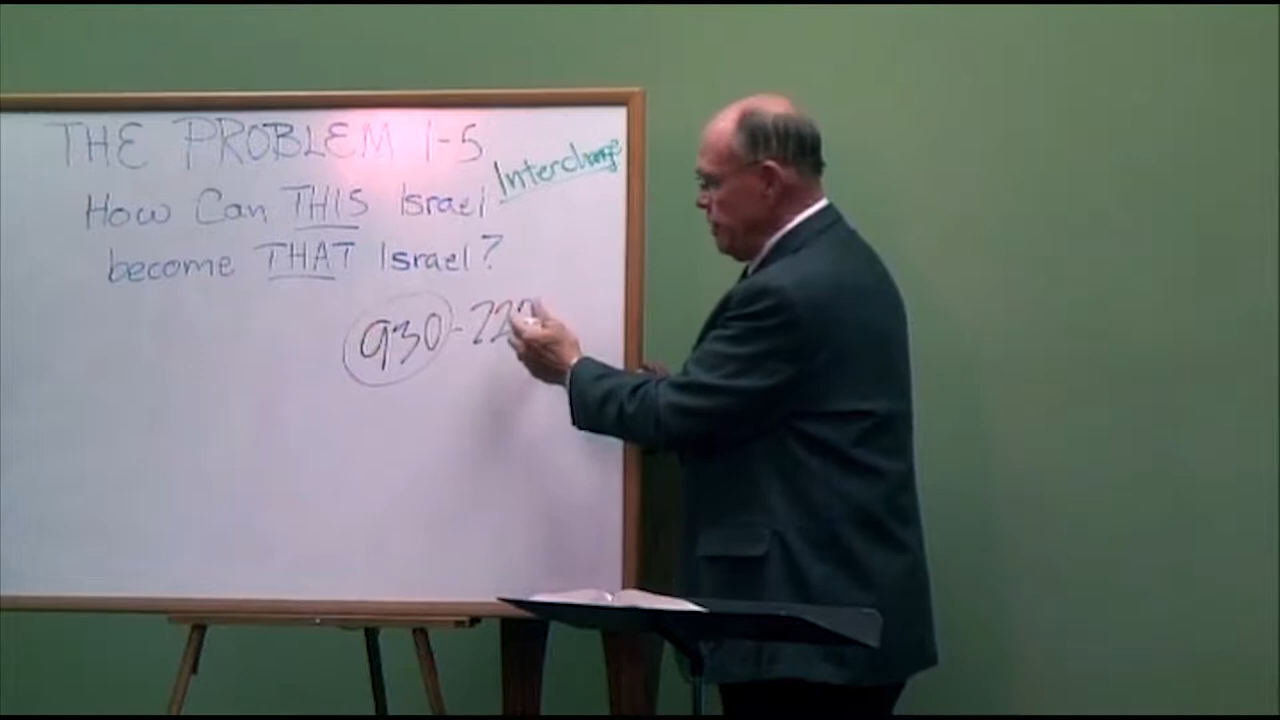 THE PROBLEM 1-5
Interchange
How Can THIS Israel
become THAT Israel?
930-722